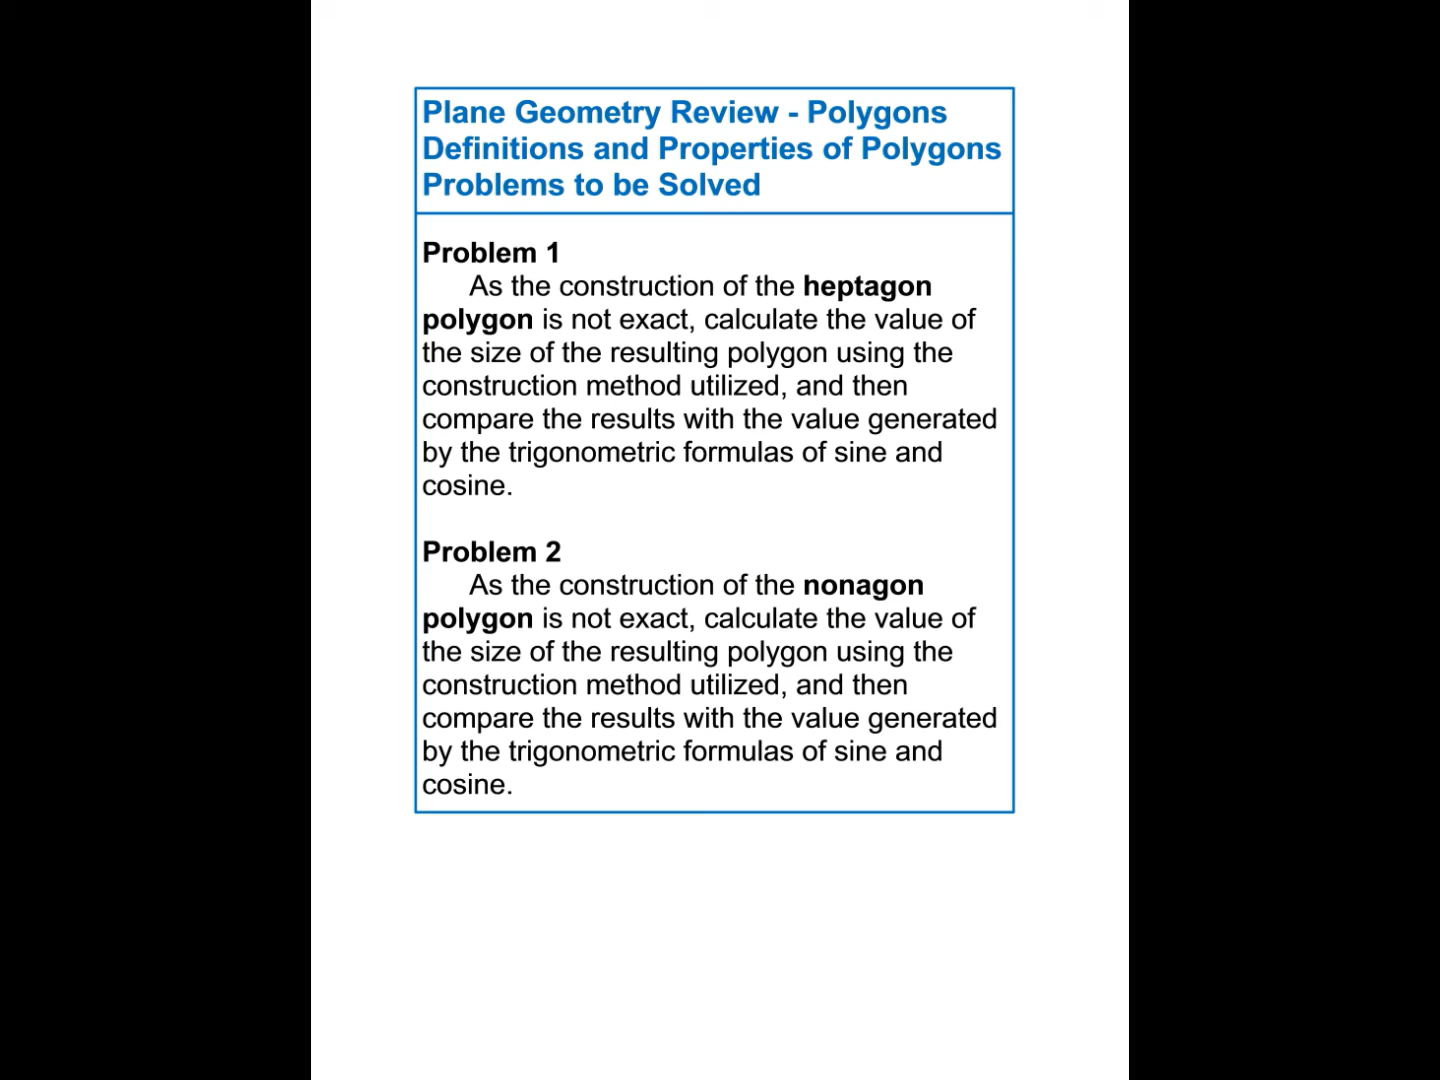 Plane Geometry Review - Polygons
Definitions and Properties of Polygons
Problems to be Solved
Problem 1
As the construction of the heptagon
polygon is not exact, calculate the value of
the size of the resulting polygon using the
construction method utilized, and then
compare the results with the value generated
by the trigonometric formulas of sine and
cosine.
Problem 2
As the construction of the nonagon
polygon is not exact, calculate the value of
the size of the resulting polygon using the
construction method utilized, and then
compare the results with the value generated
by the trigonometric formulas of sine and
cosine.